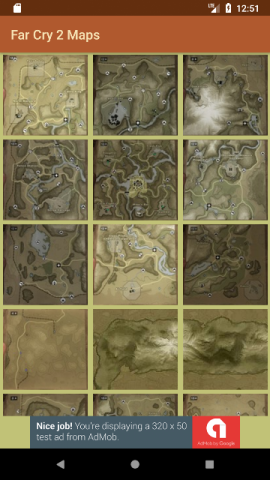 12:51
Far Cry 2 Maps
Nice job! You're displaying a 320 x 50
test ad from AdMob.
AdMob by Google